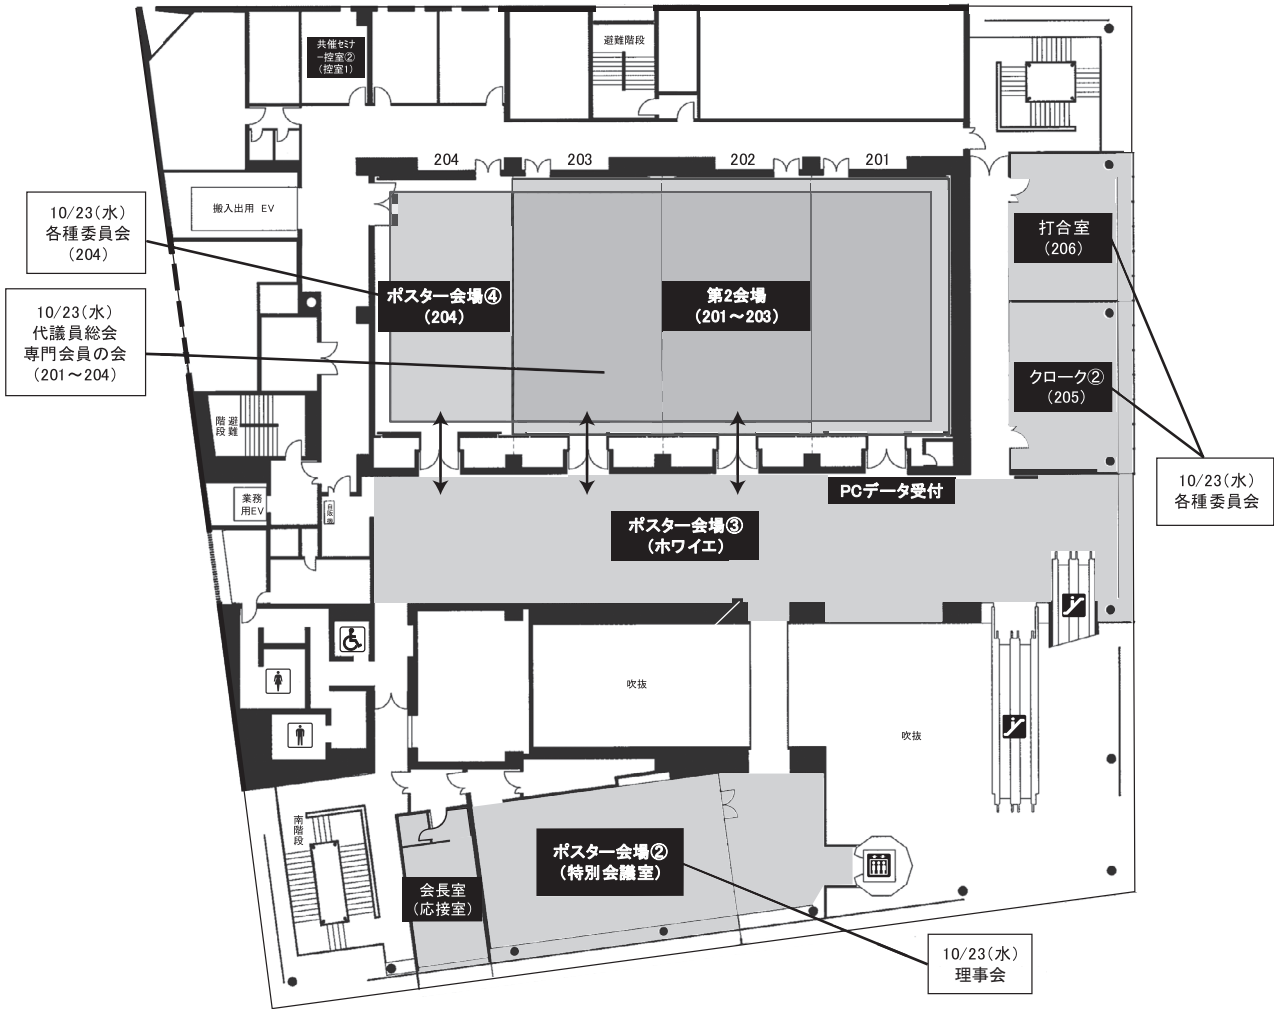 共催セミナ
ー控室②
(控室1)
避難階段
204
203
202
201
搬入出用 EV
10/23(水)
各種委員会
(204)
打合室
(206)
ポスター会場④
(204)
第2会場
(201〜203)
10/23(水)
代議員総会
専門会員の会
(201〜204)
クローク②
(205)
避難
階段
10/23(水)
各種委員会
業務
用EV
自販機
PCデータ受付
ポスター会場③
(ホワイエ)
吹抜
吹抜
南階段
ポスター会場②
(特別会議室)
会長室
(応接室)
10/23(水)
理事会